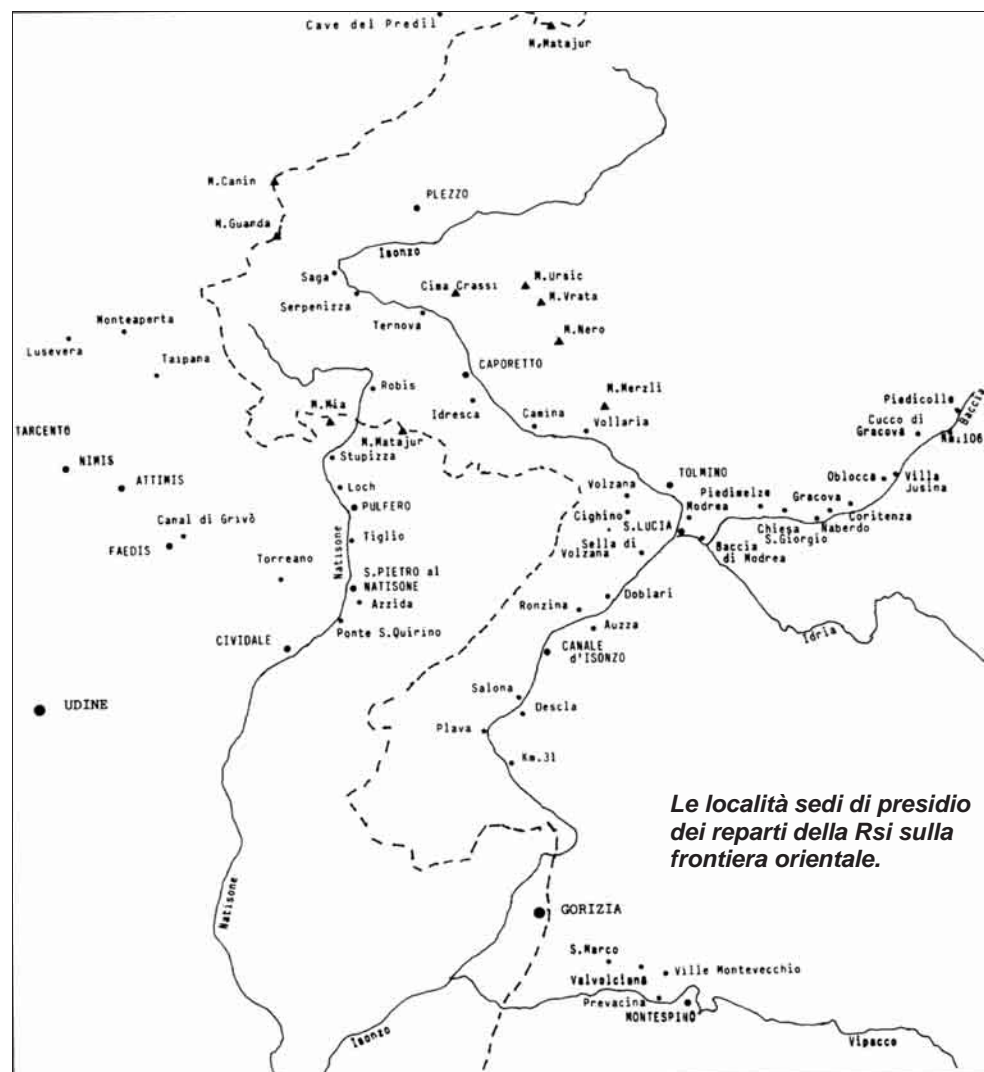 Cave del Predil
M.Matajur
M.Canin
PLEZZO
M.Guanda
Isonzo
Saga
Cima Grassi
M.Ursic
M.Vrata
Serpenizza
Monteaperta
Ternova
M.Nero
Lusevera
Taipana
CAPORETTO
Robis
M.Merzli
Piedicolle
Baccia
Idresca
Camina
Vollaria
Cucco di
Gracova
M.Mia
M.Matajur
TARCENTO
Stupizza
NIMIS
ATTIMIS
Loch
Volzana
TOLMINO
Oblocca
Villa
Jusina
PULFERO
Modrea
Piedimelze
Gracova
Coritenza
Canal di Grivò
Cighino
S.LUCIA
Chiesa
S.Giorgio
Naberdo
FAEDIS
Tiglio
Sella di
Volzana
Baccia
di Modrea
Torreano
Natisone
S.PIETRO al
NATISONE
Azzida
Doblari
Ronzina
Idria
Ponte S.Quirino
Auzza
CIVIDALE
CANALE
d'ISONZO
Salona
UDINE
Descla
Plava
Km.31
Le località sedi di presidio
dei reparti della Rsi sulla
frontiera orientale.
Natisone
GORIZIA
S.Marco
Valvolciana
Ville Montevecchio
Prevacina
MONTESPINO
Isonzo
Vipacco